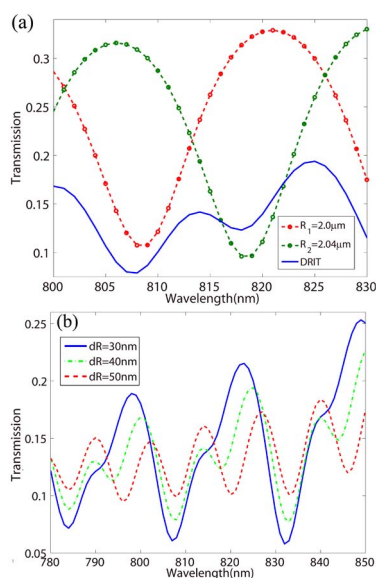 (a)
0.3
0.25
0.2
0.15
0.1
Transmission
R1=2.0μm
R2=2.04μm
DRIT
800 805 810 815 820 825 830
Wavelength(nm)
(b)
0.25
0.2
0.15
0.1
0.05
Transmission
dR=30nm
dR=40nm
dR=50nm
780 790 800 810 820 830 840 850
Wavelength(nm)